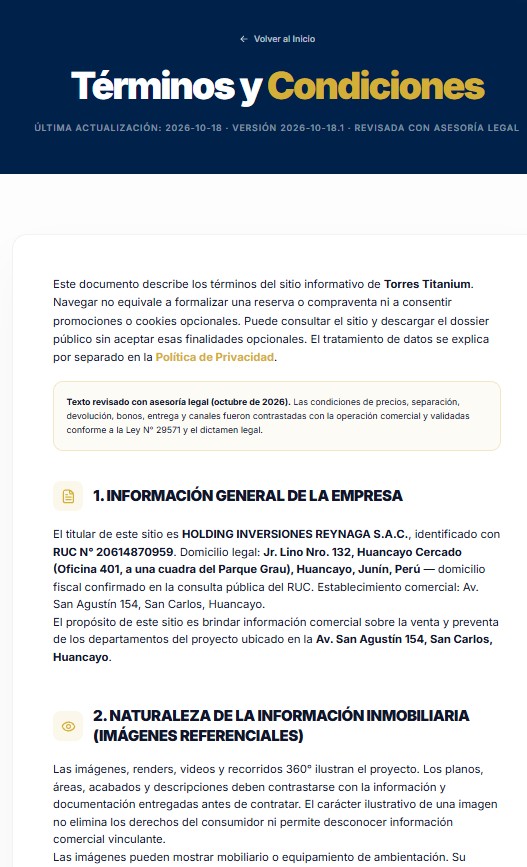 ← Volver al Inicio
Términos y Condiciones
ÚLTIMA ACTUALIZACIÓN: 2026-10-18 · VERSIÓN 2026-10-18.1 · REVISADA CON ASESORÍA LEGAL
Este documento describe los términos del sitio informativo de Torres Titanium.
Navegar no equivale a formalizar una reserva o compraventa ni a consentir
promociones o cookies opcionales. Puede consultar el sitio y descargar el dossier
público sin aceptar esas finalidades opcionales. El tratamiento de datos se explica
por separado en la Política de Privacidad.
Texto revisado con asesoría legal (octubre de 2026). Las condiciones de precios, separación,
devolución, bonos, entrega y canales fueron contrastadas con la operación comercial y validadas
conforme a la Ley N° 29571 y el dictamen legal.
1. INFORMACIÓN GENERAL DE LA EMPRESA
El titular de este sitio es HOLDING INVERSIONES REYNAGA S.A.C., identificado con
RUC N° 20614870959. Domicilio legal: Jr. Lino Nro. 132, Huancayo Cercado
(Oficina 401, a una cuadra del Parque Grau), Huancayo, Junín, Perú — domicilio
fiscal confirmado en la consulta pública del RUC. Establecimiento comercial: Av.
San Agustín 154, San Carlos, Huancayo.
El propósito de este sitio es brindar información comercial sobre la venta y preventa
de los departamentos del proyecto ubicado en la Av. San Agustín 154, San Carlos,
Huancayo.
2. NATURALEZA DE LA INFORMACIÓN INMOBILIARIA
(IMÁGENES REFERENCIALES)
Las imágenes, renders, videos y recorridos 360° ilustran el proyecto. Los planos,
áreas, acabados y descripciones deben contrastarse con la información y
documentación entregadas antes de contratar. El carácter ilustrativo de una imagen
no elimina los derechos del consumidor ni permite desconocer información
comercial vinculante.
Las imágenes pueden mostrar mobiliario o equipamiento de ambientación. Su